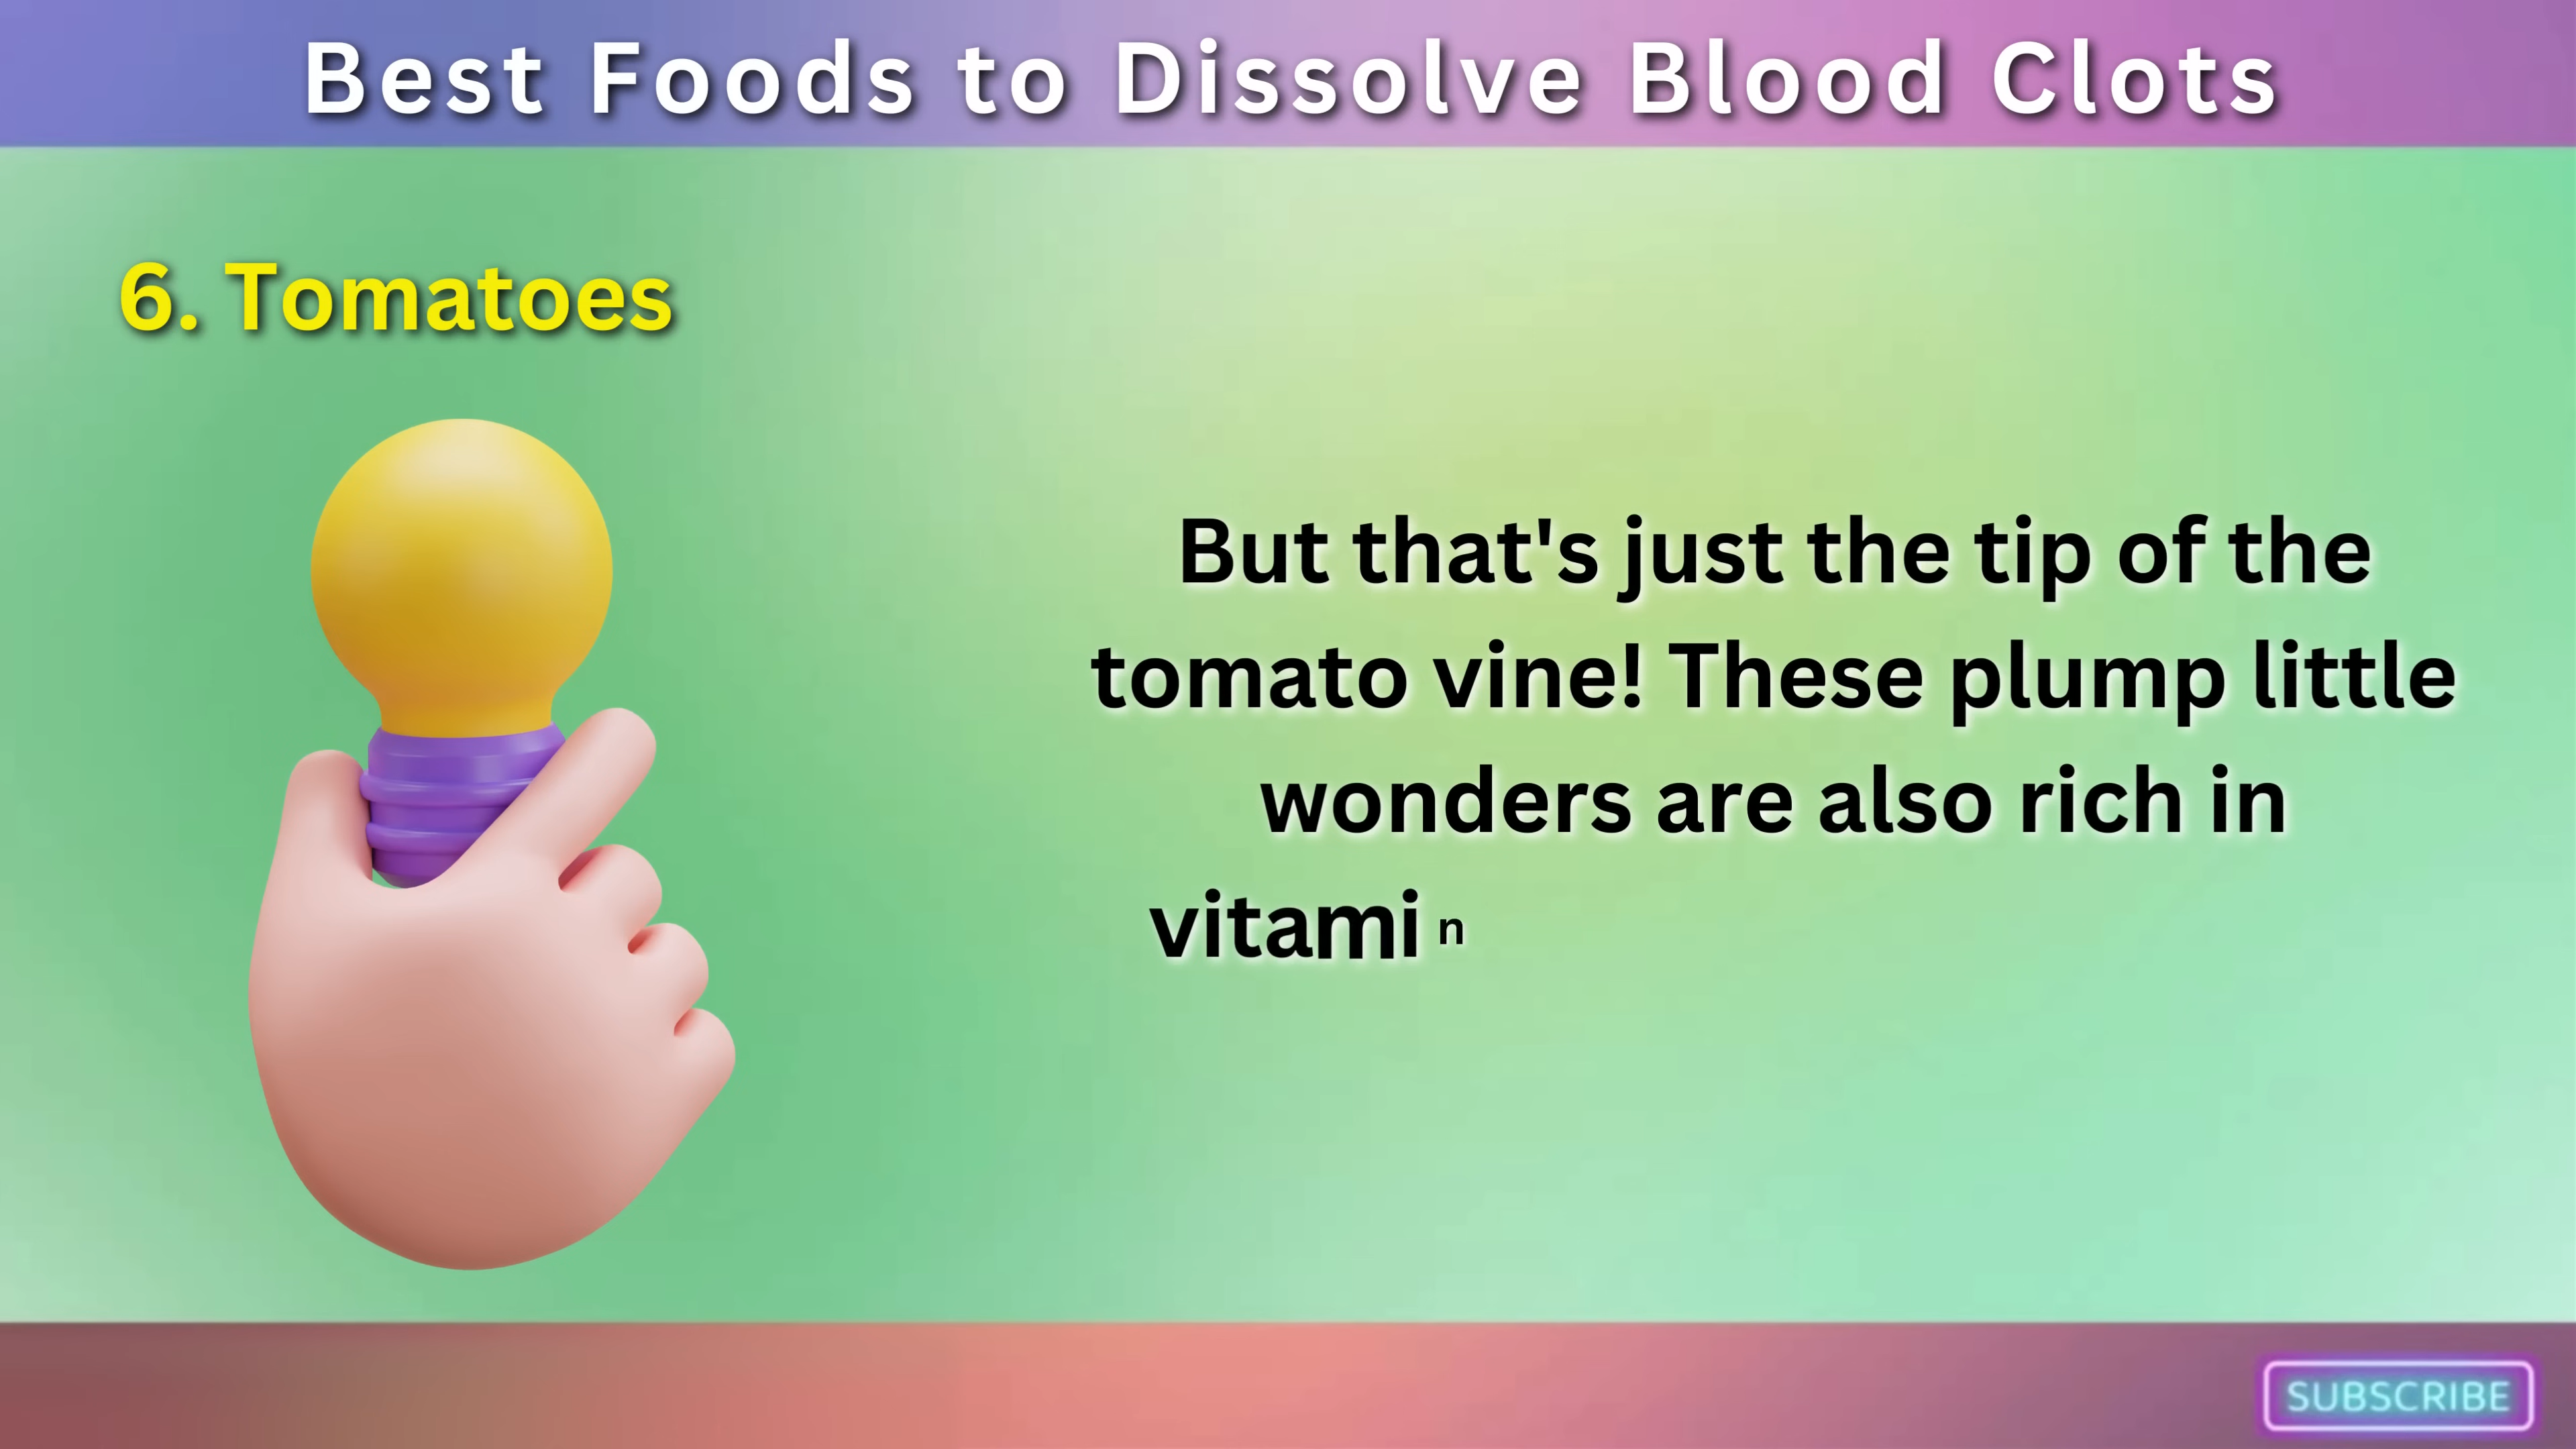 Best Foods to Dissolve Blood Clots
6. Tomatoes
But that's just the tip of the
tomato vine! These plump little
wonders are also rich in
vitamin
SUBSCRIBE